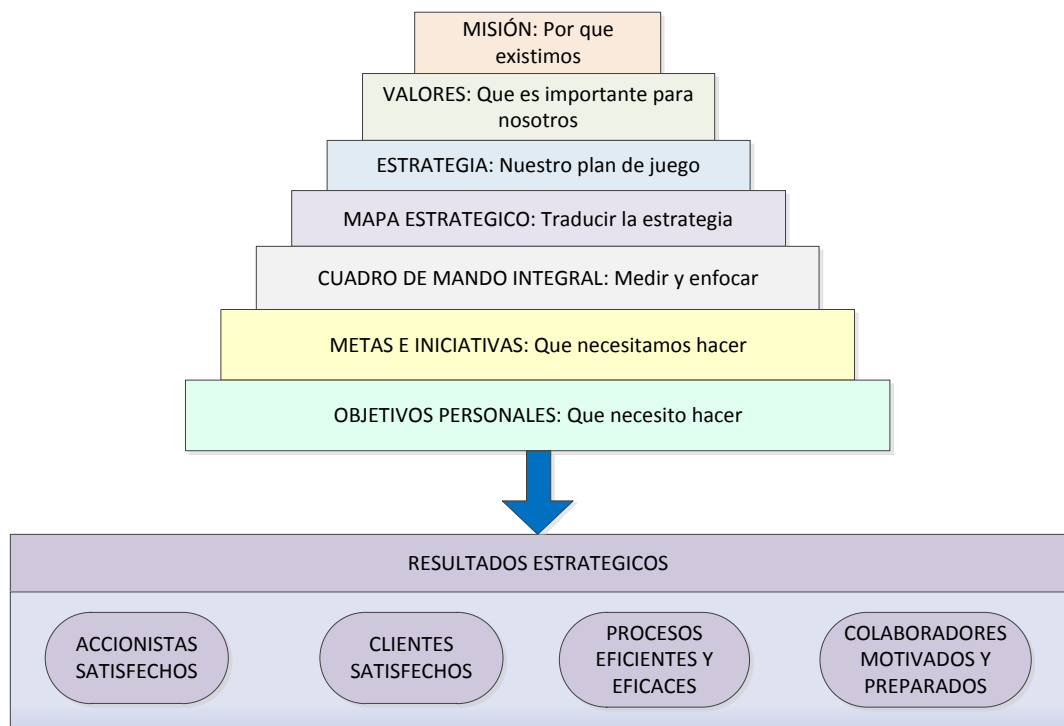 MISIÓN: Por que
existimos
VALORES: Que es importante para
nosotros
ESTRATEGIA: Nuestro plan de juego
MAPA ESTRATEGICO: Traducir la estrategia
CUADRO DE MANDO INTEGRAL: Medir y enfocar
METAS E INICIATIVAS: Que necesitamos hacer
OBJETIVOS PERSONALES: Que necesito hacer
RESULTADOS ESTRATEGICOS
ACCIONISTAS
SATISFECHOS
CLIENTES
SATISFECHOS
PROCESOS
EFICIENTES Y
EFICACES
COLABORADORES
MOTIVADOS Y
PREPARADOS